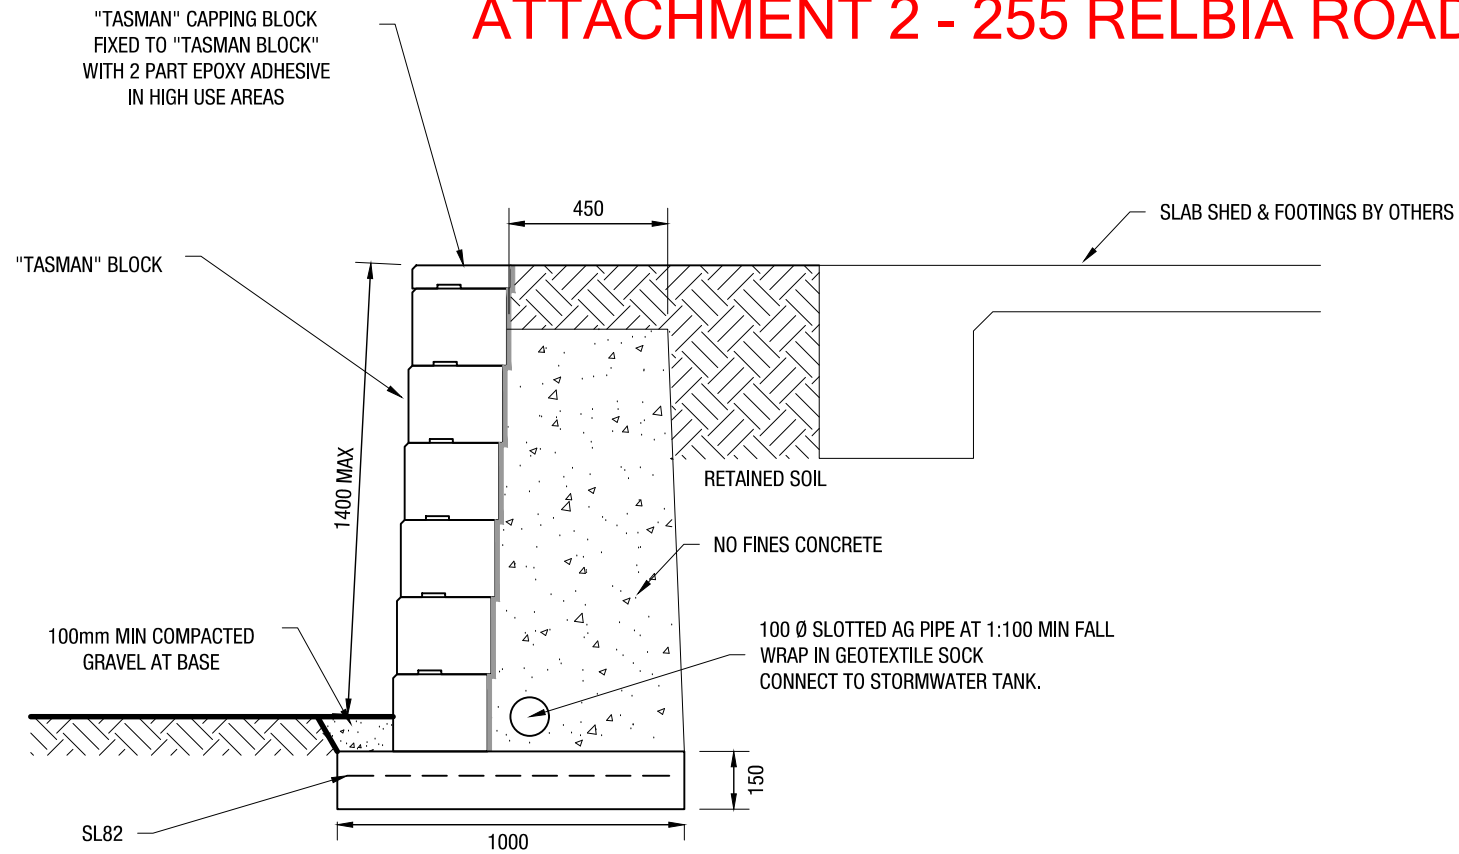 ATTACHMENT 2 - 255 RELBIA ROAD
"TASMAN" CAPPING BLOCK
FIXED TO "TASMAN BLOCK"
WITH 2 PART EPOXY ADHESIVE
IN HIGH USE AREAS
450
SLAB SHED & FOOTINGS BY OTHERS
"TASMAN" BLOCK
1400 MAX
RETAINED SOIL
NO FINES CONCRETE
100mm MIN COMPACTED
GRAVEL AT BASE
100 Ø SLOTTED AG PIPE AT 1:100 MIN FALL
WRAP IN GEOTEXTILE SOCK
CONNECT TO STORMWATER TANK.
150
SL82
1000